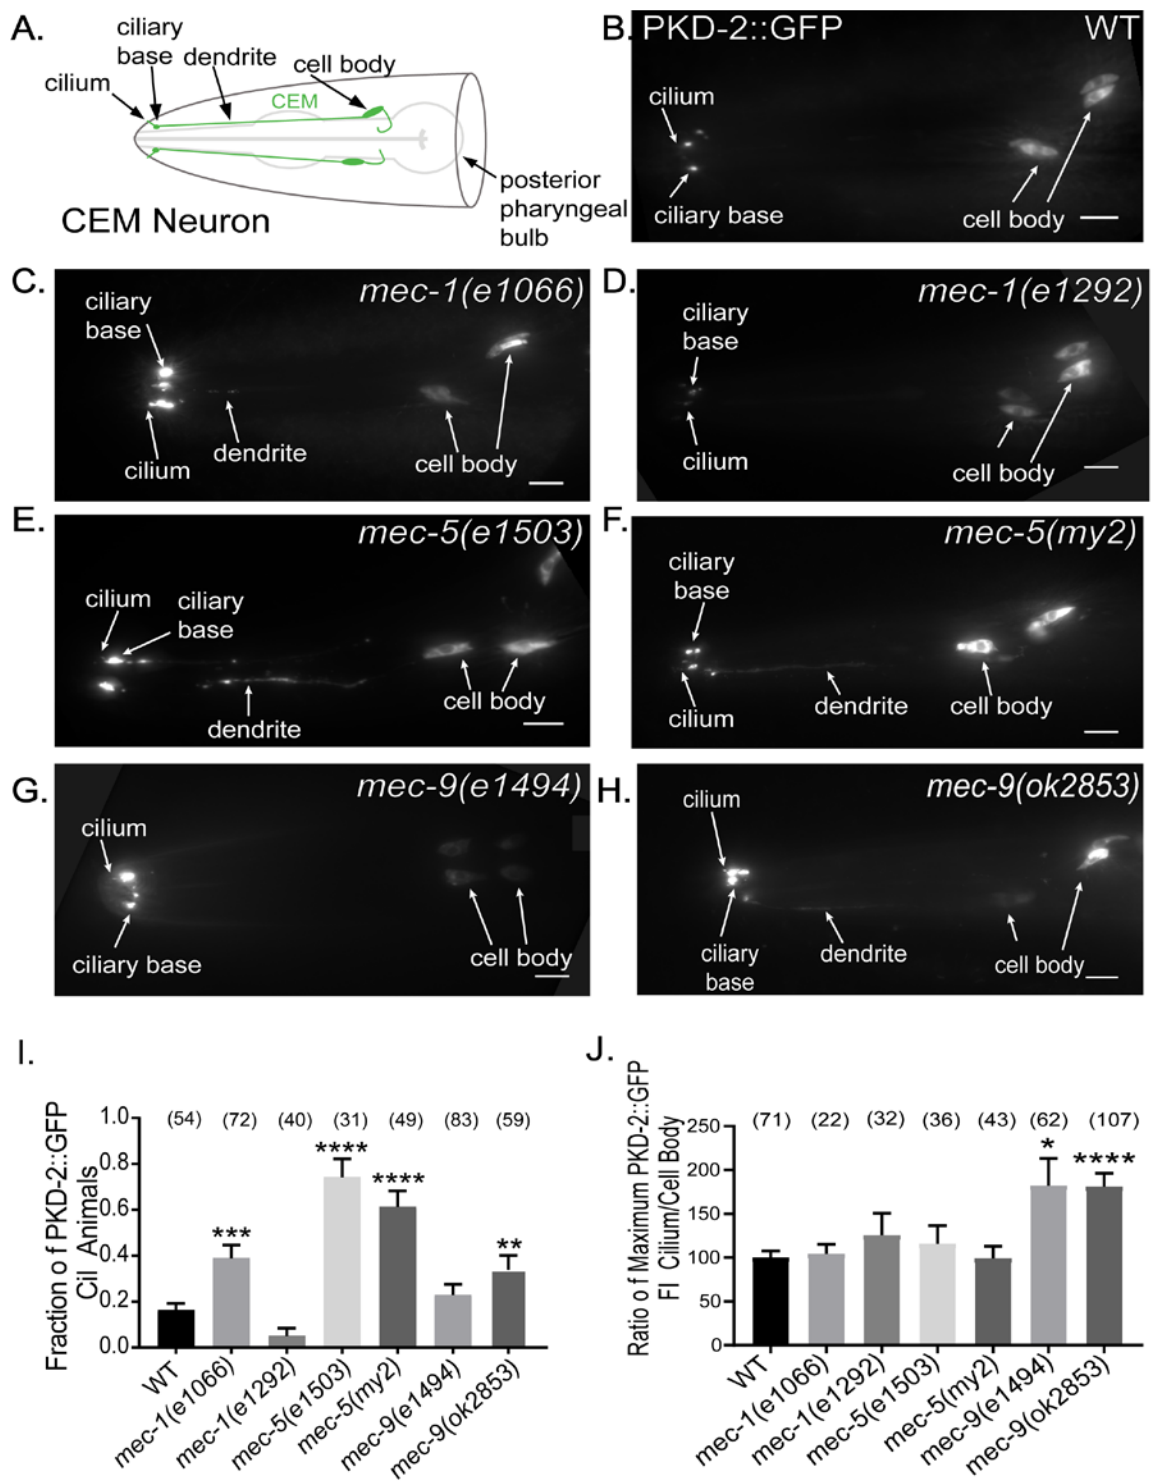 A.
ciliary
base dendrite cell body
cilium
CEM
posterior
pharyngeal
bulb
CEM Neuron
B. PKD-2::GFP WT
cilium
ciliary base
cell body
C. mec-1(e1066)
ciliary
base
dendrite
cilium
cell body
D. mec-1(e1292)
ciliary
base
cilium
cell body
E. mec-5(e1503)
cilium
ciliary
base
cell body
dendrite
F. mec-5(my2)
ciliary
base
cilium
dendrite
cell body
G. mec-9(e1494)
cilium
ciliary base
cell body
H. mec-9(ok2853)
cilium
ciliary
base
dendrite
cell body
I.
Fraction o f PKD-2::GFP
Cil Animals
1.0
0.8
0.6
0.4
0.2
0.0
(54) (72) (40) (31) (49) (83) (59)
*** **** **** **
WT
mec-1(e1066)
mec-1(e1292)
mec-5(e1503)
mec-5(my2)
mec-9(e1494)
mec-9(ok2853)
J.
Ratio o f Maximum PKD-2::GFP
FI Cilium/Cell Body
250
200
150
100
50
0
(71) (22) (32) (36) (43) (62) (107)
* ****
WT
mec-1(e1066)
mec-1(e1292)
mec-5(e1503)
mec-5(my2)
mec-9(e1494)
mec-9(ok2853)